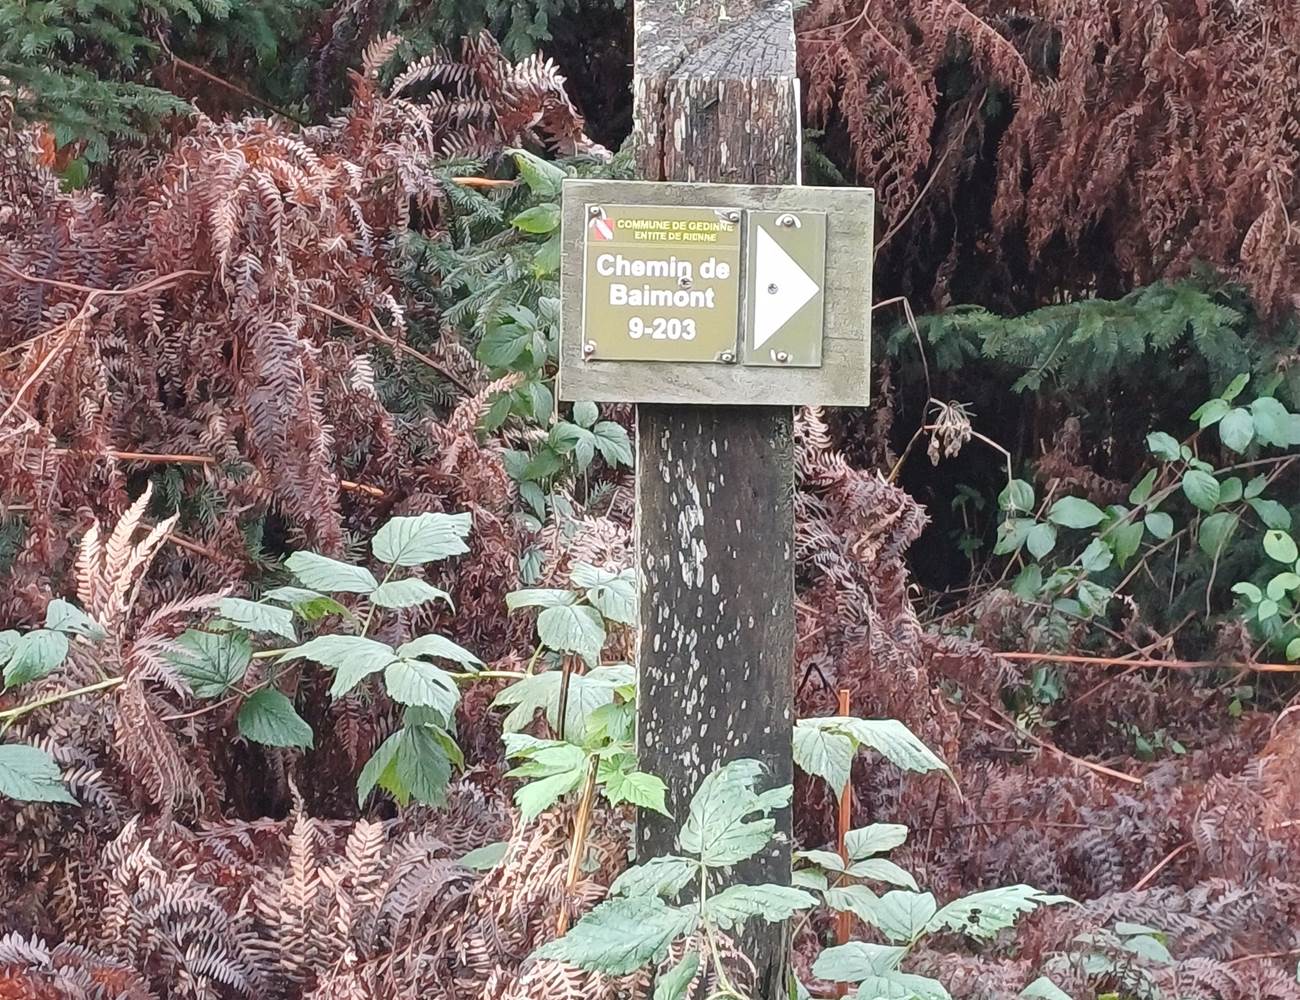 COMMUNE DE GEDINNE
ENTITE DE RIENNE
Chemin de
Baimont
9-203